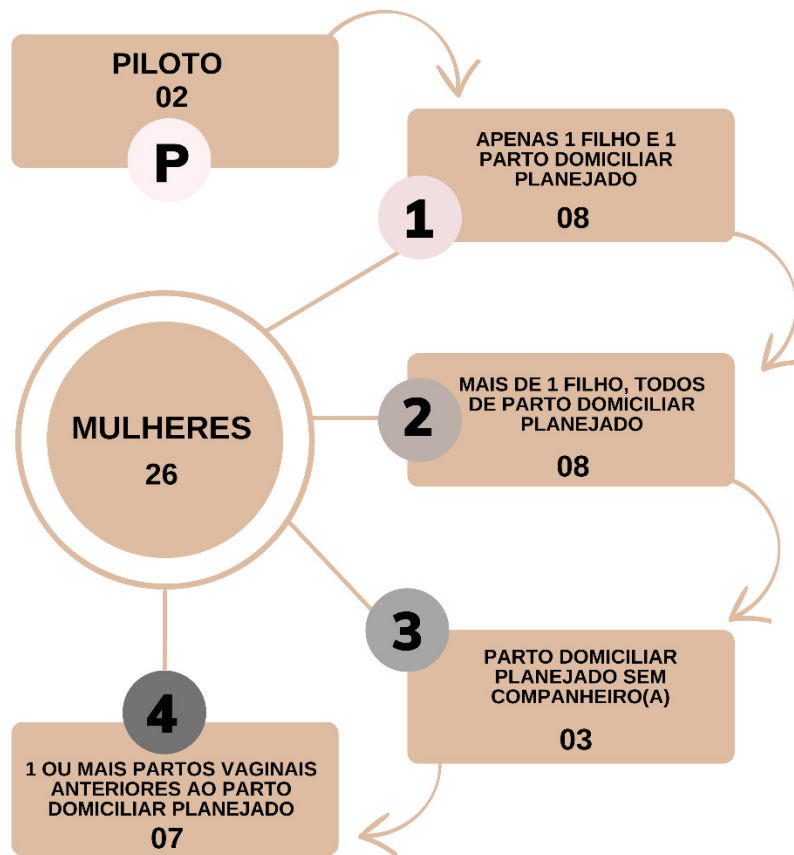 PILOTO
02
P
APENAS 1 FILHO E 1
PARTO DOMICILIAR
PLANEJADO
08
1
MULHERES
26
2
MAIS DE 1 FILHO, TODOS
DE PARTO DOMICILIAR
PLANEJADO
08
3
PARTO DOMICILIAR
PLANEJADO SEM
COMPANHEIRO(A)
03
4
1 OU MAIS PARTOS VAGINAIS
ANTERIORES AO PARTO
DOMICILIAR PLANEJADO
07